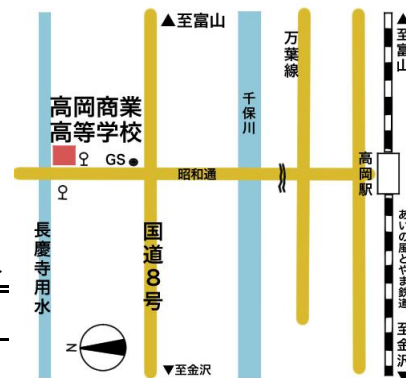 ▲至富山
万葉線
▲至富山
千保川
高岡商業
高等学校
GS
昭和通
高岡駅
長慶寺用水
国道8号
あいの風とやま鉄道
至金沢▼
N
▼至金沢